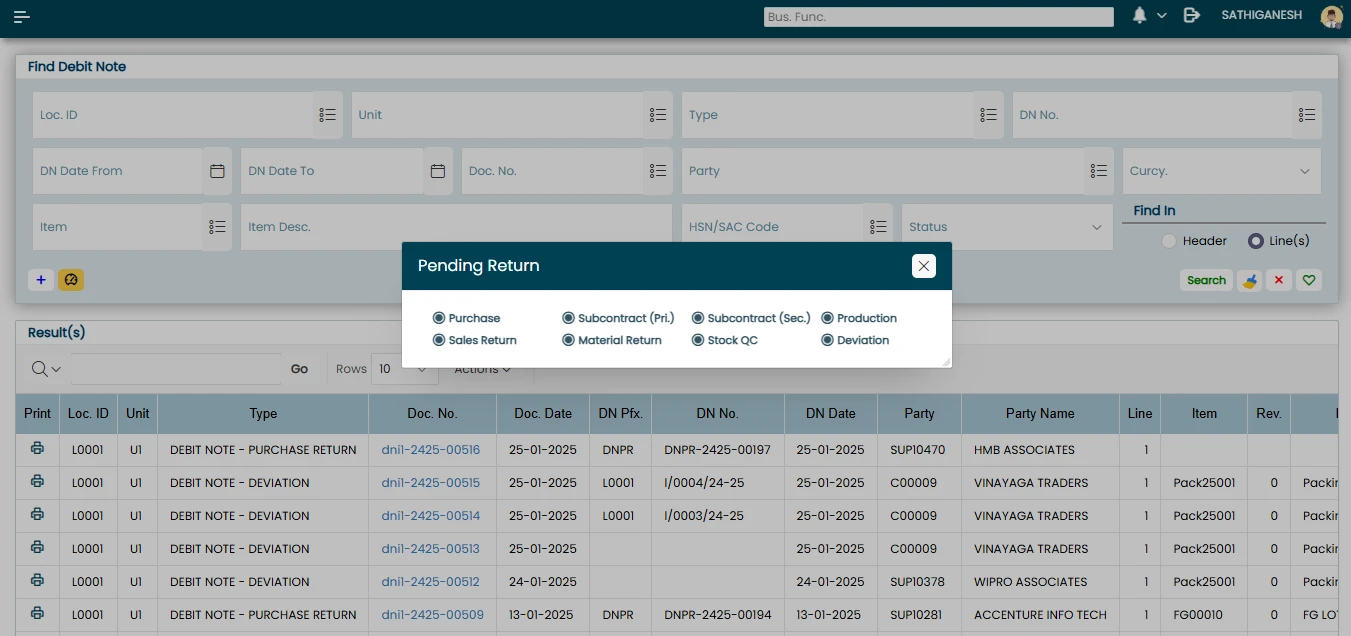 Bus. Func. SATHIGANESH
Find Debit Note
Loc. ID Unit Type DN No.
DN Date From DN Date To Doc. No. Party Curcy.
Item Item Desc. HSN/SAC Code Status Find In
Header Line(s)
Pending Return
Search
Purchase Subcontract (Pri.) Subcontract (Sec.) Production
Sales Return Material Return Stock QC Deviation
Result(s)
Go Rows 10 Actions
Print Loc. ID Unit Type Doc. No. Doc. Date DN Pfx. DN No. DN Date Party Party Name Line Item Rev.
L0001 U1 DEBIT NOTE - PURCHASE RETURN dni1-2425-00516 25-01-2025 DNPR DNPR-2425-00197 25-01-2025 SUP10470 HMB ASSOCIATES 1
L0001 U1 DEBIT NOTE - DEVIATION dni1-2425-00515 25-01-2025 L0001 I/0004/24-25 25-01-2025 C00009 VINAYAGA TRADERS 1 Pack25001 0
L0001 U1 DEBIT NOTE - DEVIATION dni1-2425-00514 25-01-2025 L0001 I/0003/24-25 25-01-2025 C00009 VINAYAGA TRADERS 1 Pack25001 0
L0001 U1 DEBIT NOTE - DEVIATION dni1-2425-00513 25-01-2025 25-01-2025 C00009 VINAYAGA TRADERS 1 Pack25001 0
L0001 U1 DEBIT NOTE - DEVIATION dni1-2425-00512 24-01-2025 24-01-2025 SUP10378 WIPRO ASSOCIATES 1 Pack25001 0
L0001 U1 DEBIT NOTE - PURCHASE RETURN dni1-2425-00509 13-01-2025 DNPR DNPR-2425-00194 13-01-2025 SUP10281 ACCENTURE INFO TECH 1 FG00010 0 FG LO